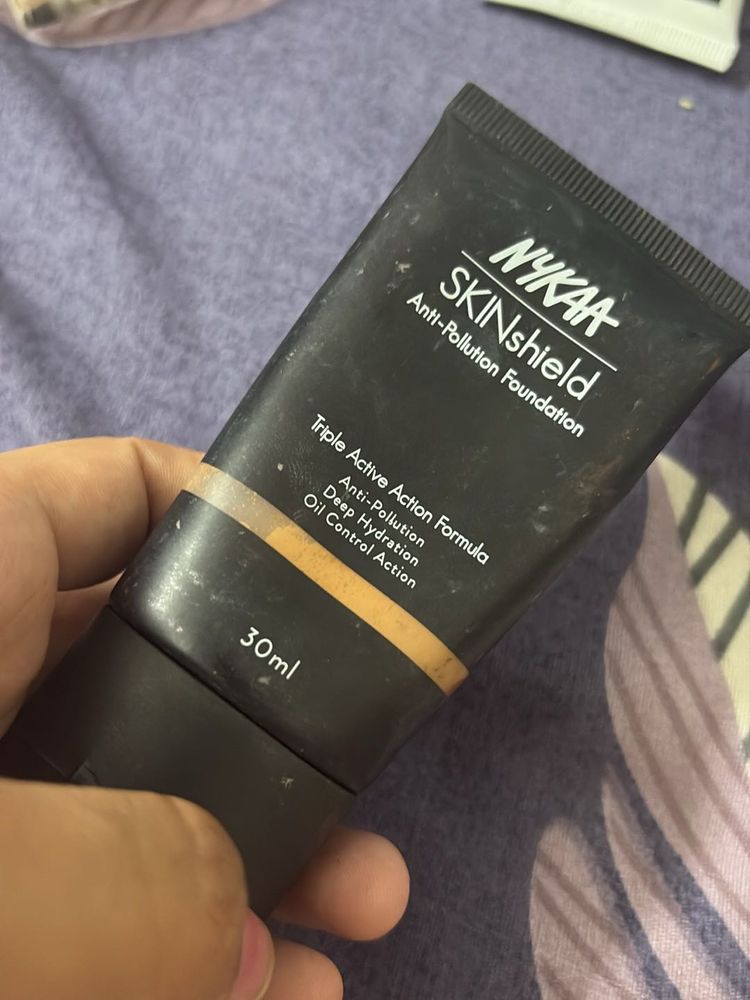 NYKAA
SKINshield
Anti-Pollution Foundation
Triple Active Action Formula
Anti-Pollution
Deep Hydration
Oil Control Action
30ml